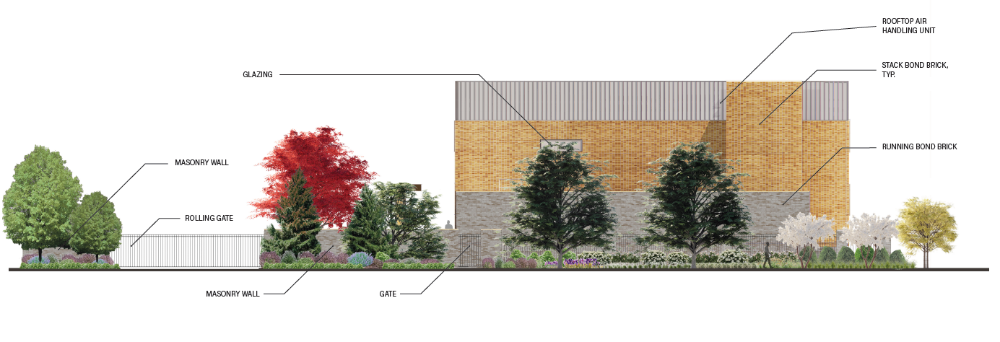 ROOFTOP AIR
HANDLING UNIT
STACK BOND BRICK,
TYP.
GLAZING
RUNNING BOND BRICK
MASONRY WALL
ROLLING GATE
MASONRY WALL
GATE